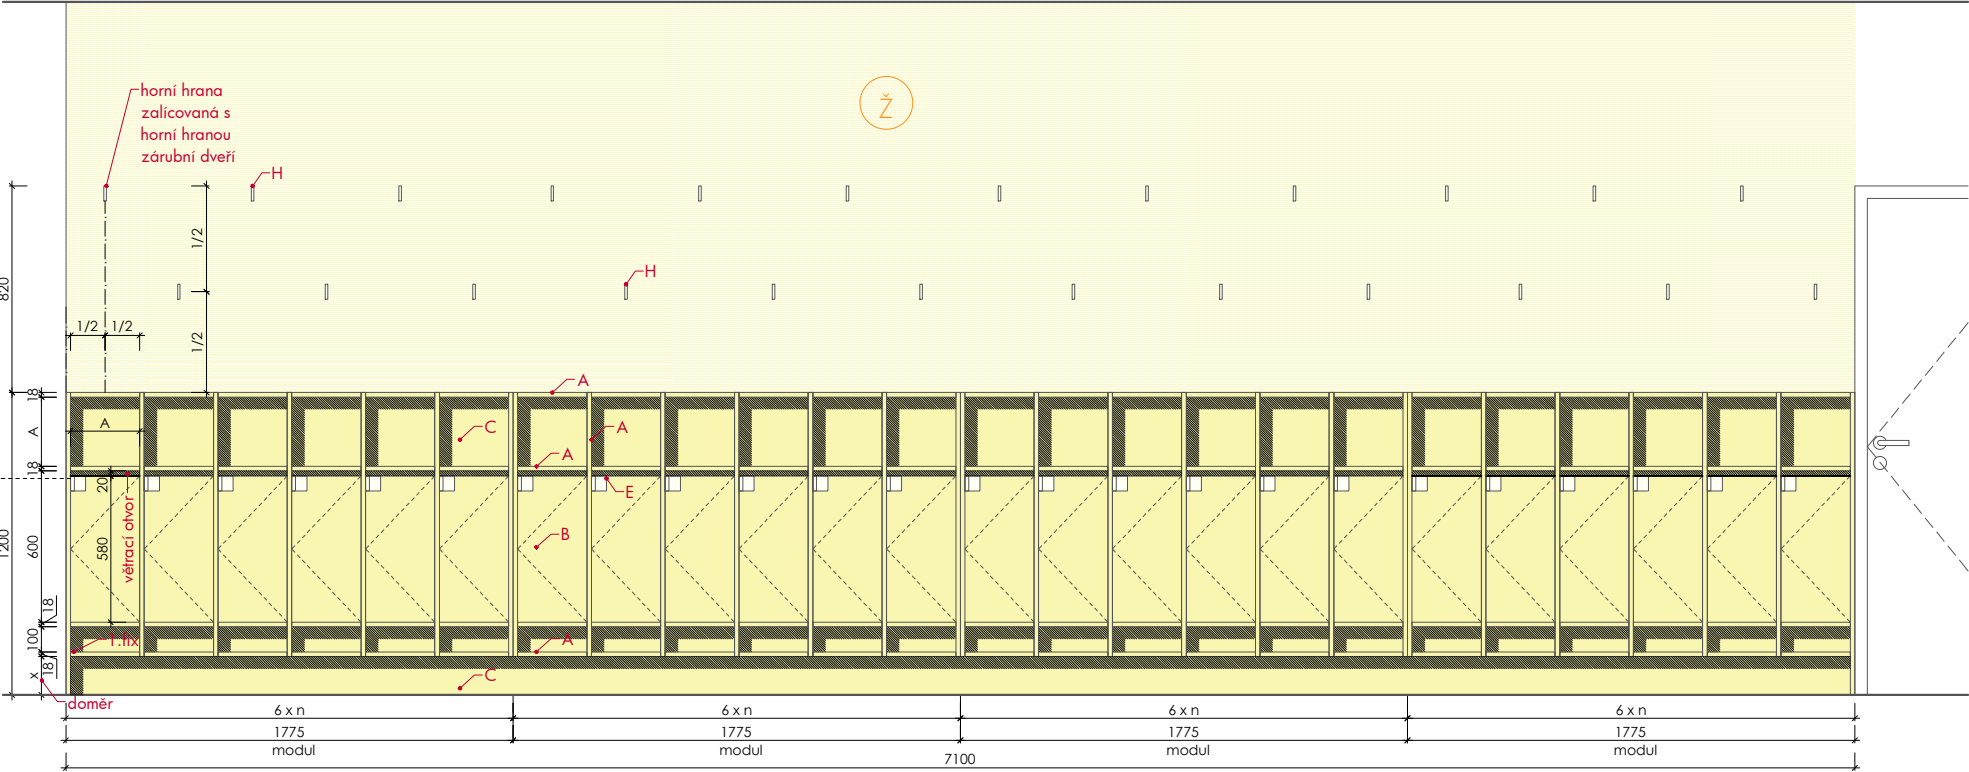 Ž
horní hrana
zalícovaná s
horní hranou
zárubní dveří
H
H
1/2
1/2
1/2
1/2
820
A
18
A
18
A
C
A
A
E
B
20
580
větrací otvor
600
1200
18
100
18
x
1.fix
A
C
doměr
6 x n
6 x n
6 x n
6 x n
1775
1775
1775
1775
modul
modul
modul
modul
7100